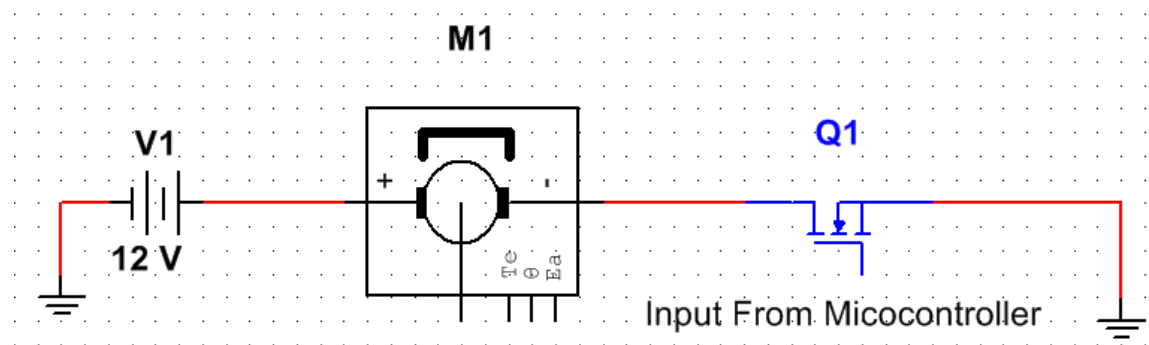 M1
V1
Q1
+
-
12 V
Te
θ
Ea
Input From Micocontroller